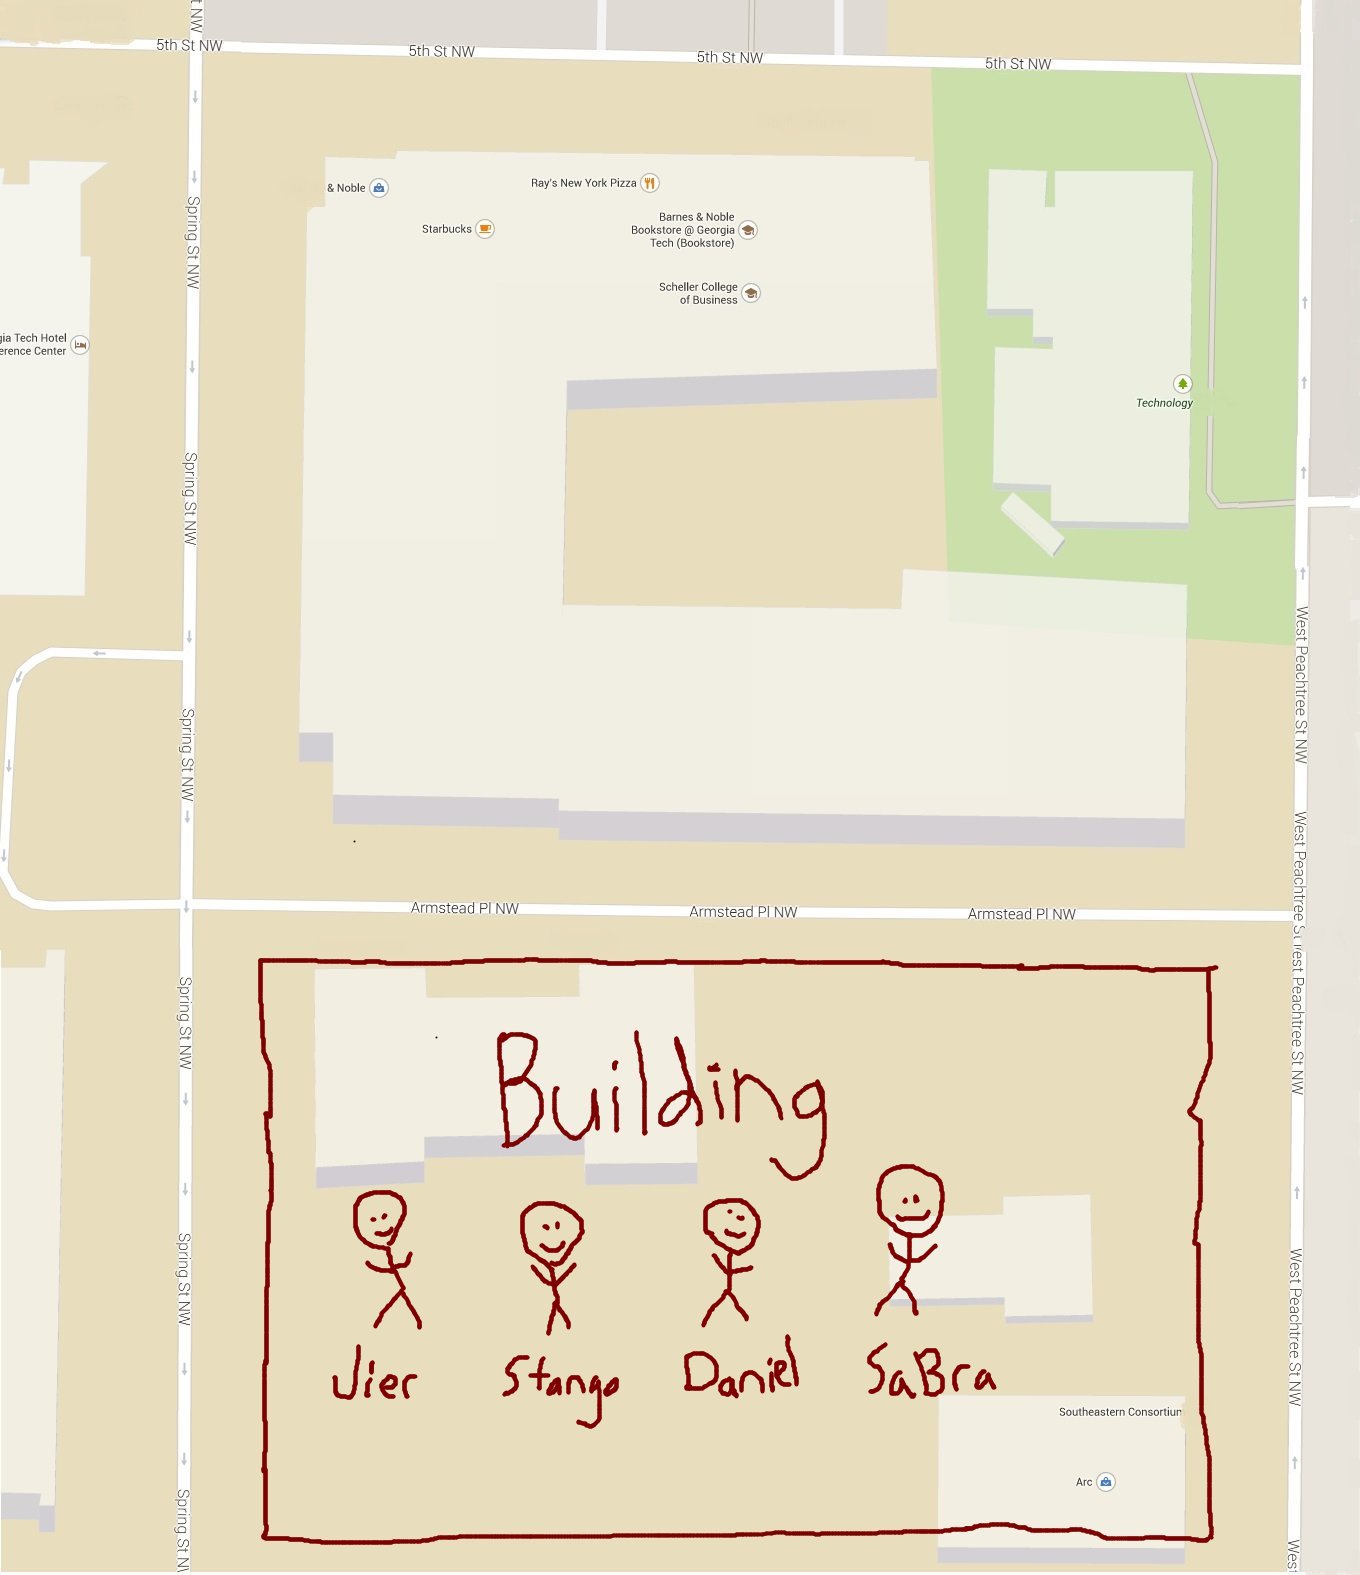 5th St NW
5th St NW
5th St NW
5th St NW
& Noble
Ray's New York Pizza
Starbucks
Barnes & Noble
Bookstore @ Georgia
Tech (Bookstore)
Scheller College
of Business
gia Tech Hotel
erence Center
Technology
Spring St NW
Spring St NW
Spring St NW
West Peachtree St NW
West Peachtree St
Armstead Pl NW
Armstead Pl NW
Armstead Pl NW
Spring St NW
West Peachtree St NW
Building
Spring St NW
West Peachtree St NW
Jier
Stango
Daniel
SaBra
Southeastern Consortium
Arc
Spring St NW
West